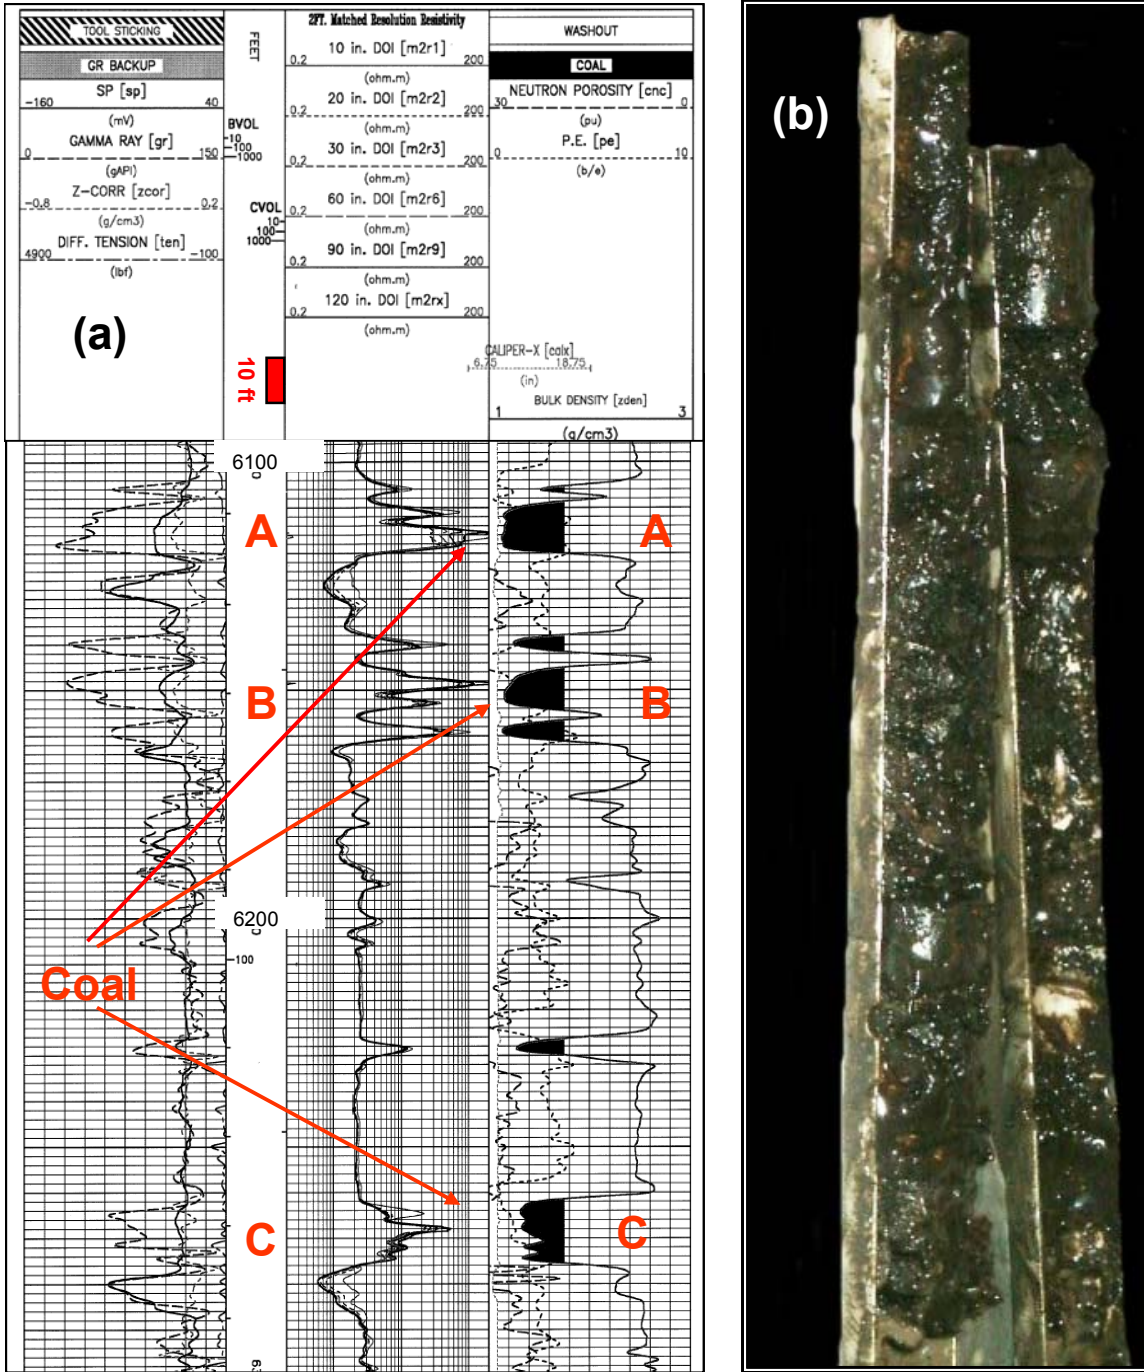 TOOL STICKING
GR BACKUP
SP [sp]
-160 40
(mV)
GAMMA RAY [gr]
0 150
(gAPI)
Z-CORR [zcor]
-0.8 0.2
(g/cm3)
DIFF. TENSION [ten]
4900 -100
(lbf)
(a)
FEET
BVOL
10
100
1000
CVOL
10
100
1000
10 ft
2FT. Matched Resolution Resistivity
10 in. DOI [m2r1]
0.2 200
(ohm.m)
20 in. DOI [m2r2]
0.2 200
(ohm.m)
30 in. DOI [m2r3]
0.2 200
(ohm.m)
60 in. DOI [m2r6]
0.2 200
(ohm.m)
90 in. DOI [m2r9]
0.2 200
(ohm.m)
120 in. DOI [m2rx]
0.2 200
(ohm.m)
WASHOUT
COAL
NEUTRON POROSITY [cnc]
30 0
(pu)
P.E. [pe]
0 10
(b/e)
CALIPER-X [calx]
6.75 18.75
(in)
BULK DENSITY [zden]
1 3
(g/cm3)
6100
A A
B B
6200
100
Coal
C C
(b)